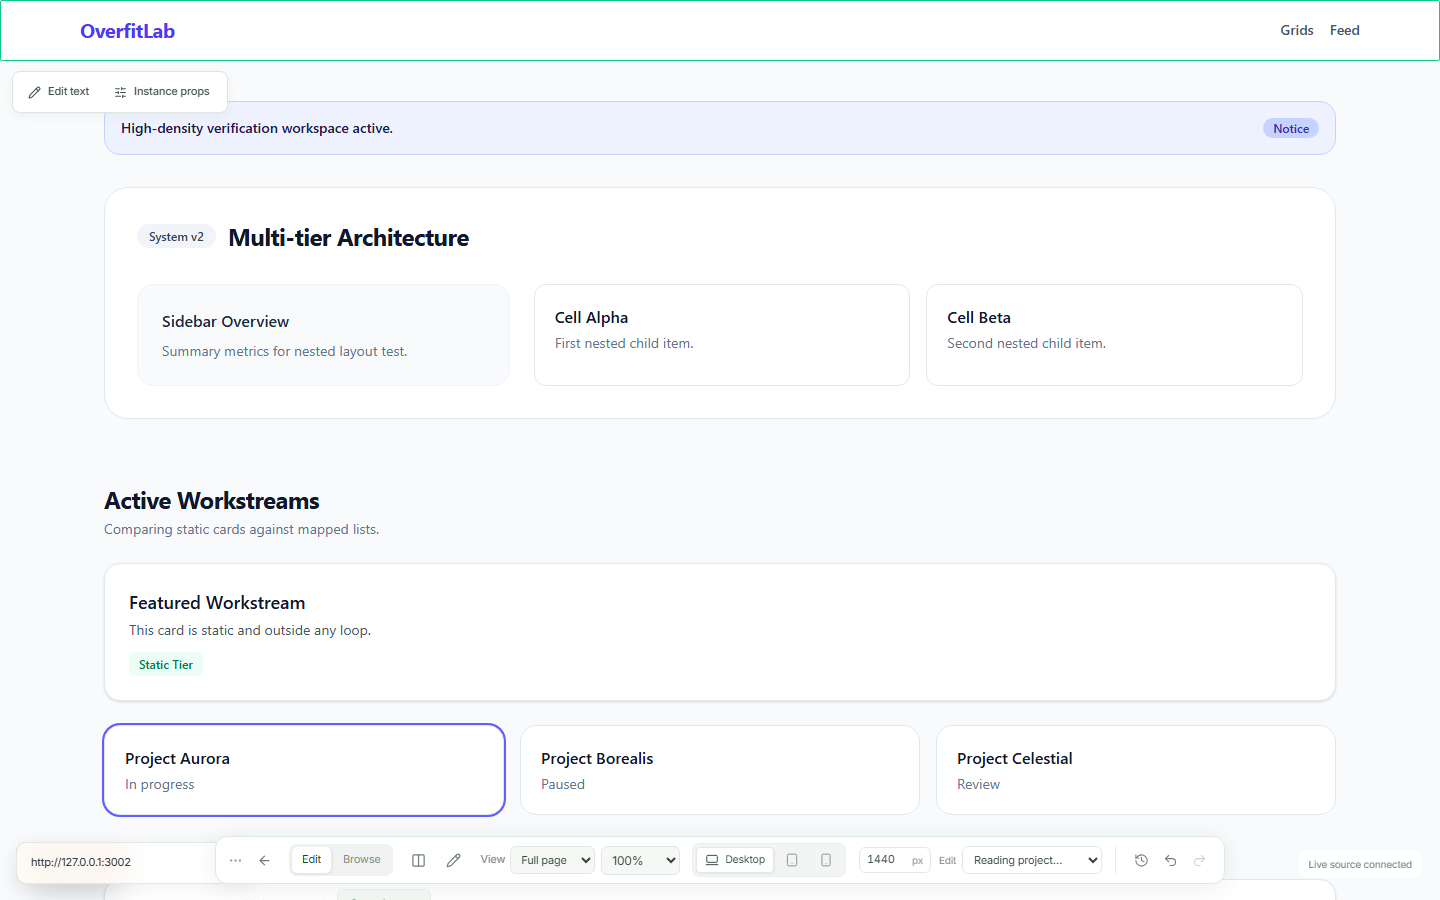 OverfitLab
Grids Feed
Edit text Instance props
High-density verification workspace active.
Notice
System v2
Multi-tier Architecture
Sidebar Overview
Summary metrics for nested layout test.
Cell Alpha
First nested child item.
Cell Beta
Second nested child item.
Active Workstreams
Comparing static cards against mapped lists.
Featured Workstream
This card is static and outside any loop.
Static Tier
Project Aurora
In progress
Project Borealis
Paused
Project Celestial
Review
http://127.0.0.1:3002
Edit Browse View Full page 100% Desktop 1440 px Edit Reading project...
Live source connected